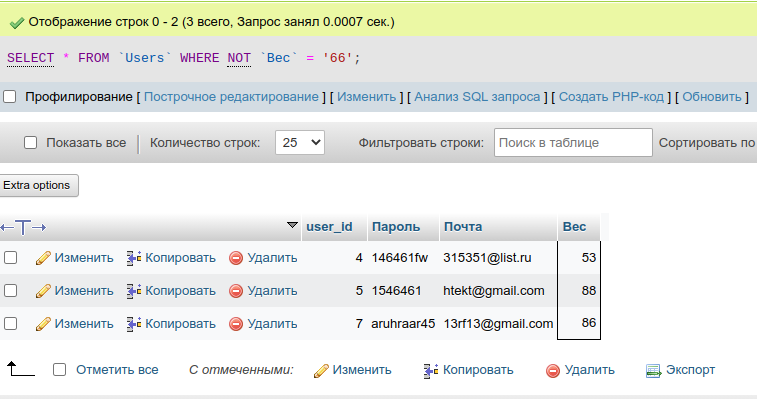 Отображение строк 0 - 2 (3 всего, Запрос занял 0.0007 сек.)
SELECT * FROM `Users` WHERE NOT `Вес` = '66';
Профилирование [ Построчное редактирование ] [ Изменить ] [ Анализ SQL запроса ] [ Создать PHP-код ] [ Обновить ]
Показать все Количество строк: 25 Фильтровать строки: Поиск в таблице Сортировать по
Extra options
user_id Пароль Почта Вес
Изменить Копировать Удалить 4 146461fw 315351@list.ru 53
Изменить Копировать Удалить 5 1546461 htekt@gmail.com 88
Изменить Копировать Удалить 7 aruhraar45 13rf13@gmail.com 86
Отметить все С отмеченными: Изменить Копировать Удалить Экспорт